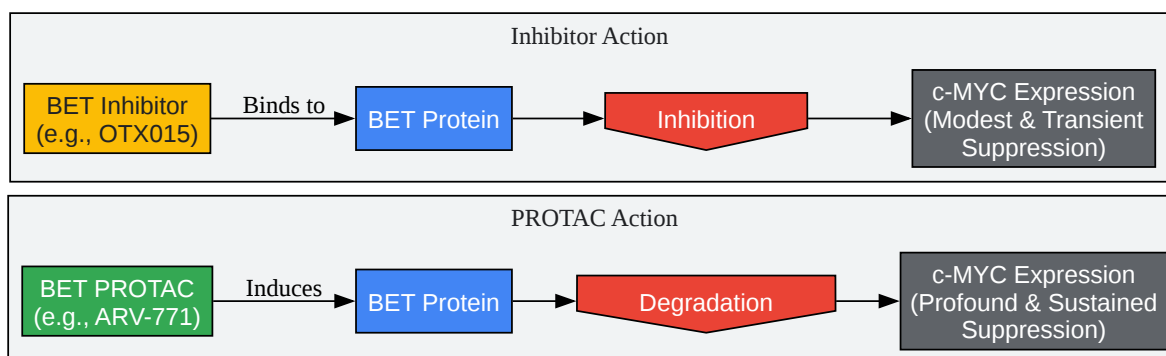 Inhibitor Action
BET Inhibitor
(e.g., OTX015)
Binds to
BET Protein
Inhibition
c-MYC Expression
(Modest & Transient
Suppression)
PROTAC Action
BET PROTAC
(e.g., ARV-771)
Induces
BET Protein
Degradation
c-MYC Expression
(Profound & Sustained
Suppression)